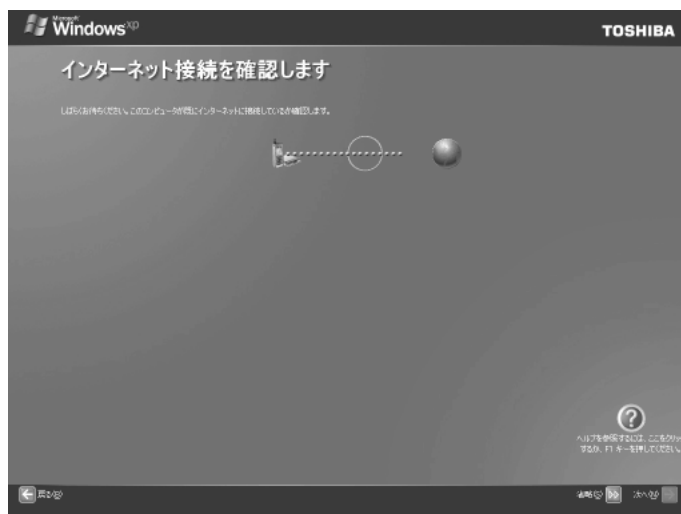 Microsoft
Windows xp
TOSHIBA
インターネット接続を確認します
しばらくお待ちください。このコンピュータが既にインターネットに接続しているか確認します。
ヘルプを参照するには、ここをクリッ
するか、F1 キーを押してください。
戻る(B)
省略(S)
次へ(N)